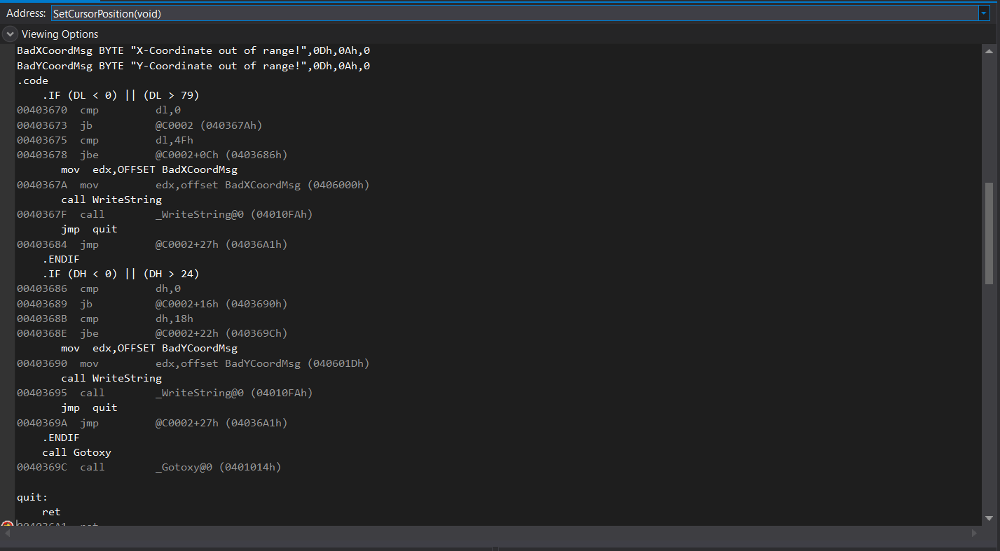 Address: SetCursorPosition(void)
Viewing Options
BadXCoordMsg BYTE "X-Coordinate out of range!",0Dh,0Ah,0
BadYCoordMsg BYTE "Y-Coordinate out of range!",0Dh,0Ah,0
.code
    .IF (DL < 0) || (DL > 79)
00403670  cmp         dl,0
00403673  jb          @C0002 (040367Ah)
00403675  cmp         dl,4Fh
00403678  jbe         @C0002+0Ch (0403686h)
       mov  edx,OFFSET BadXCoordMsg
0040367A  mov         edx,offset BadXCoordMsg (0406000h)
       call WriteString
0040367F  call        _WriteString@0 (04010FAh)
       jmp  quit
00403684  jmp         @C0002+27h (04036A1h)
    .ENDIF
    .IF (DH < 0) || (DH > 24)
00403686  cmp         dh,0
00403689  jb          @C0002+16h (0403690h)
0040368B  cmp         dh,18h
0040368E  jbe         @C0002+22h (040369Ch)
       mov  edx,OFFSET BadYCoordMsg
00403690  mov         edx,offset BadYCoordMsg (040601Dh)
       call WriteString
00403695  call        _WriteString@0 (04010FAh)
       jmp  quit
0040369A  jmp         @C0002+27h (04036A1h)
    .ENDIF
    call Gotoxy
0040369C  call        _Gotoxy@0 (0401014h)
quit:
    ret
004036A1  ret